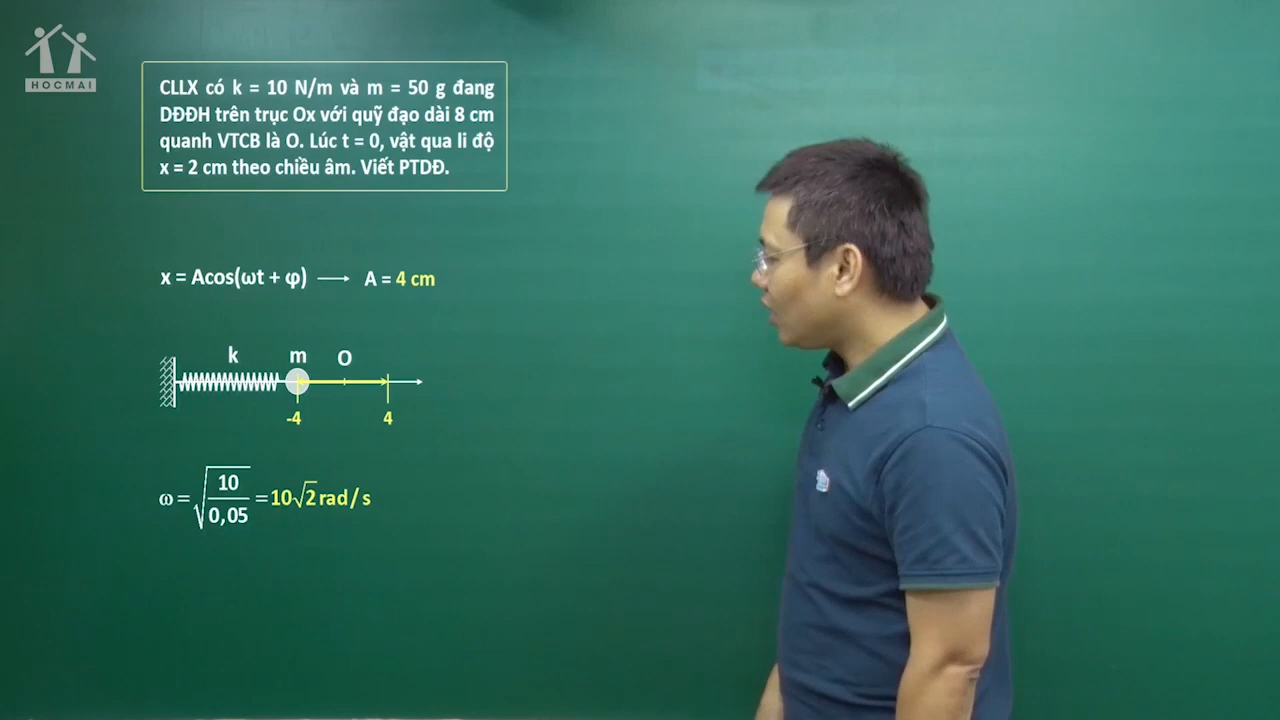 HOCMAI
CLLX có k = 10 N/m và m = 50 g đang
DĐĐH trên trục Ox với quỹ đạo dài 8 cm
quanh VTCB là O. Lúc t = 0, vật qua li độ
x = 2 cm theo chiều âm. Viết PTDĐ.
x = Acos(ωt + φ) ⟶ A = 4 cm
k m O
-4 4
ω = √(10/0,05) = 10√2 rad/s